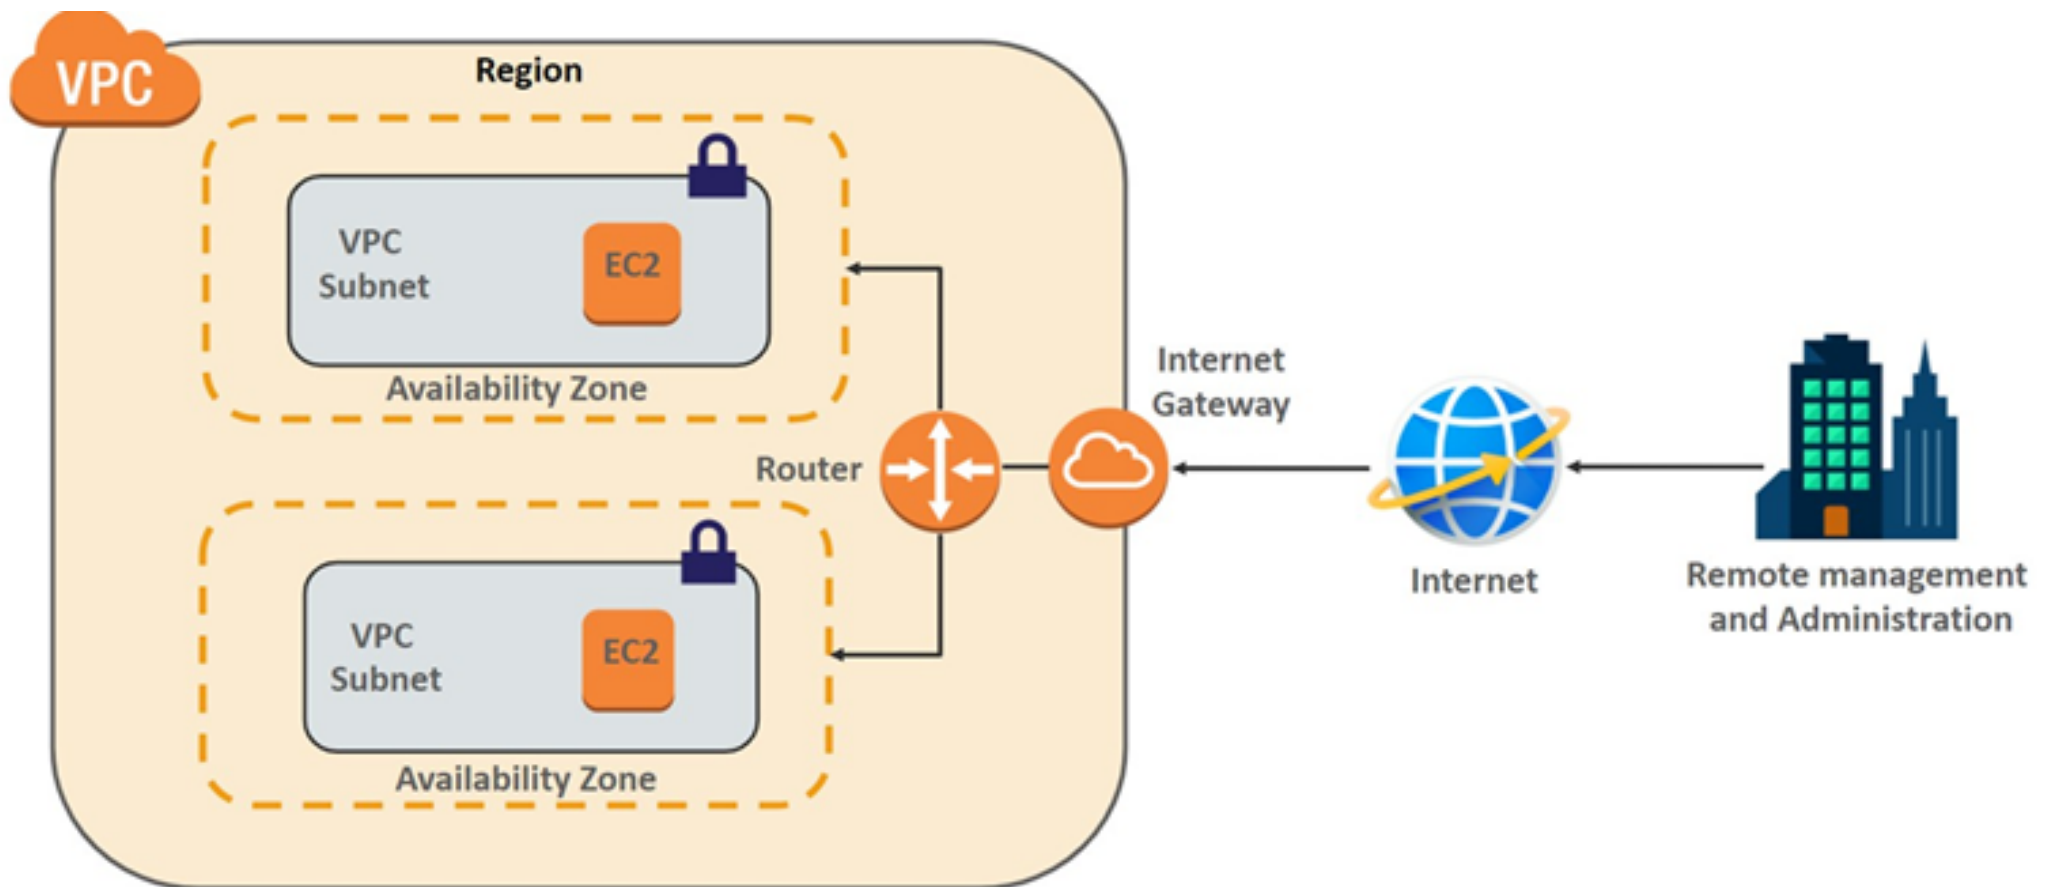 VPC
Region
VPC
Subnet
EC2
Availability Zone
Internet
Gateway
Router
VPC
Subnet
EC2
Availability Zone
Internet
Remote management
and Administration